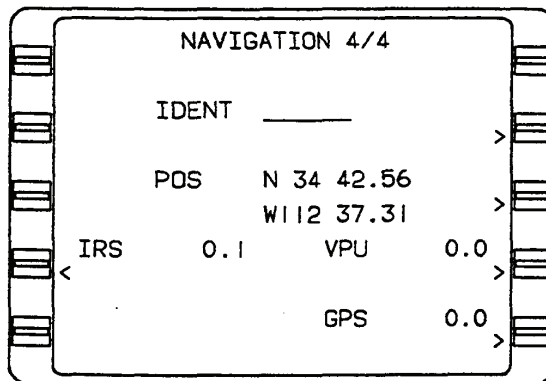 NAVIGATION 4/4
IDENT ______
>
POS N 34 42.56
>
W112 37.31
IRS 0.1 VPU 0.0
< >
GPS 0.0
>